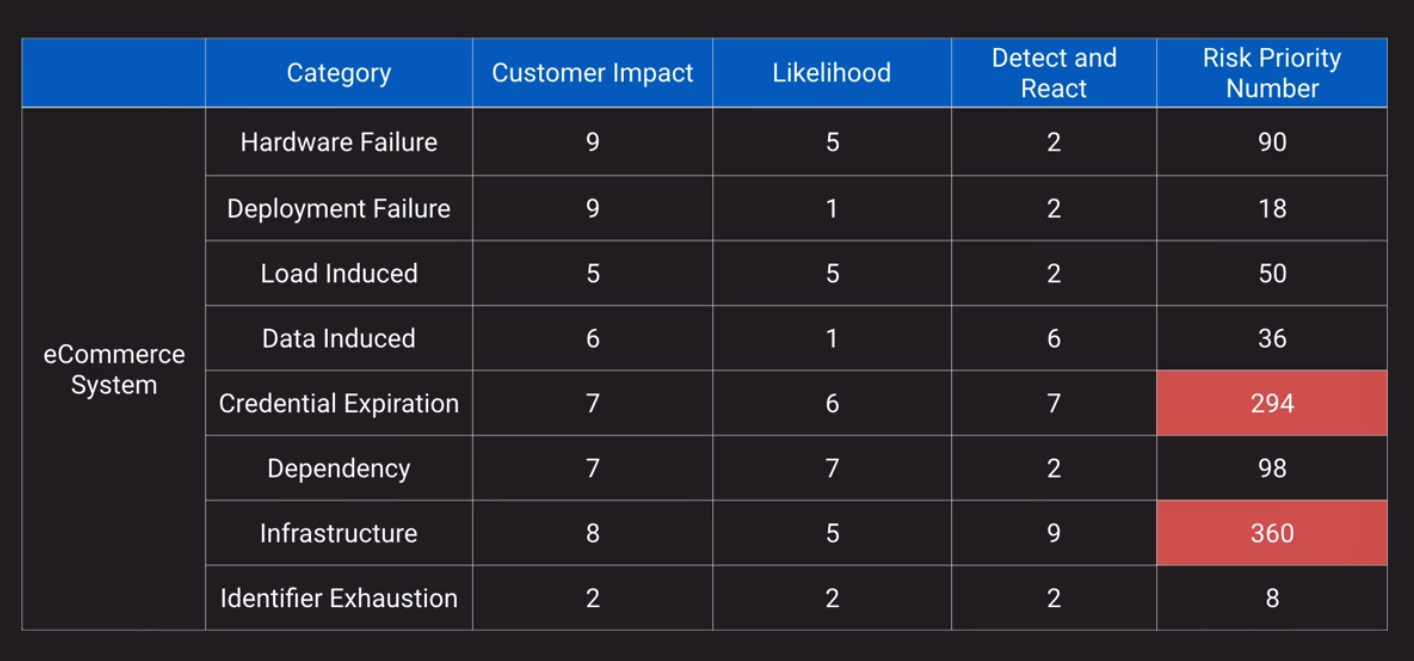 Category Customer Impact Likelihood Detect and React Risk Priority Number
eCommerce System
Hardware Failure 9 5 2 90
Deployment Failure 9 1 2 18
Load Induced 5 5 2 50
Data Induced 6 1 6 36
Credential Expiration 7 6 7 294
Dependency 7 7 2 98
Infrastructure 8 5 9 360
Identifier Exhaustion 2 2 2 8